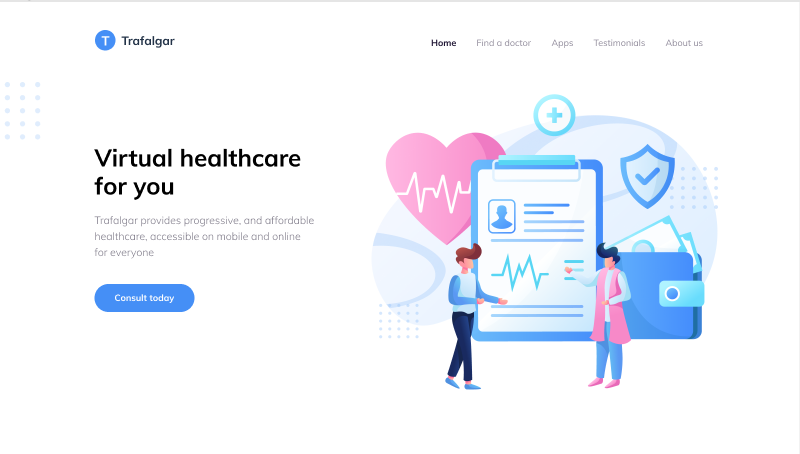 T Trafalgar
Home Find a doctor Apps Testimonials About us
Virtual healthcare
for you
Trafalgar provides progressive, and affordable
healthcare, accessible on mobile and online
for everyone
Consult today